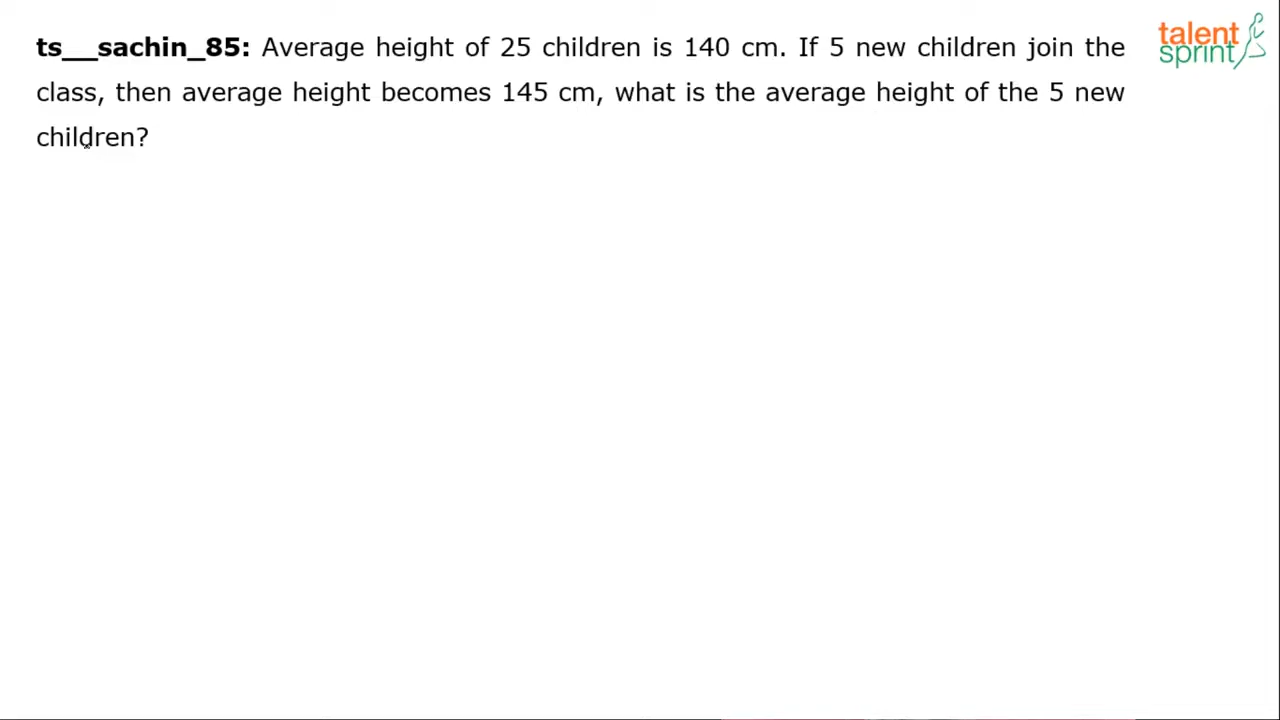 ts__sachin_85: Average height of 25 children is 140 cm. If 5 new children join the
class, then average height becomes 145 cm, what is the average height of the 5 new
children?
talent
sprint